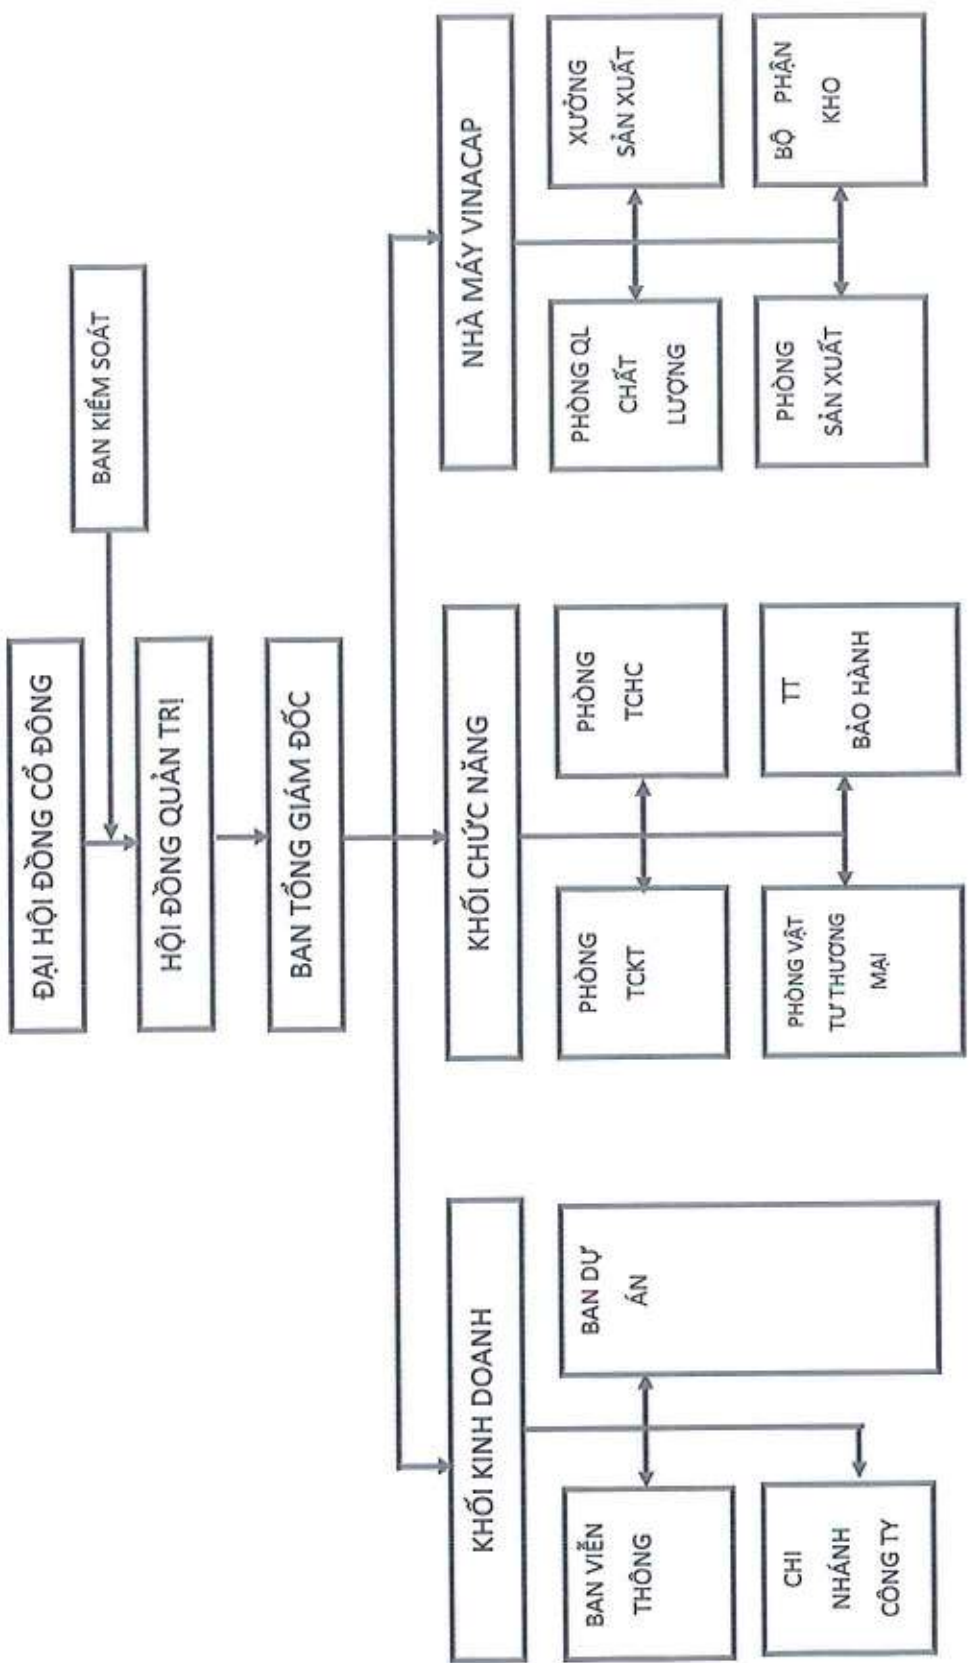 ĐẠI HỘI ĐỒNG CỔ ĐÔNG
BAN KIỂM SOÁT
HỘI ĐỒNG QUẢN TRỊ
BAN TỔNG GIÁM ĐỐC
KHỐI KINH DOANH
KHỐI CHỨC NĂNG
NHÀ MÁY VINACAP
BAN VIỄN
THÔNG
BAN DỰ
ÁN
PHÒNG
TCKT
PHÒNG
TCHC
PHÒNG QL
CHẤT
LƯỢNG
XƯỞNG
SẢN XUẤT
CHI
NHÁNH
CÔNG TY
PHÒNG VẬT
TƯ THƯƠNG
MẠI
TT
BẢO HÀNH
PHÒNG
SẢN XUẤT
BỘ PHẬN
KHO